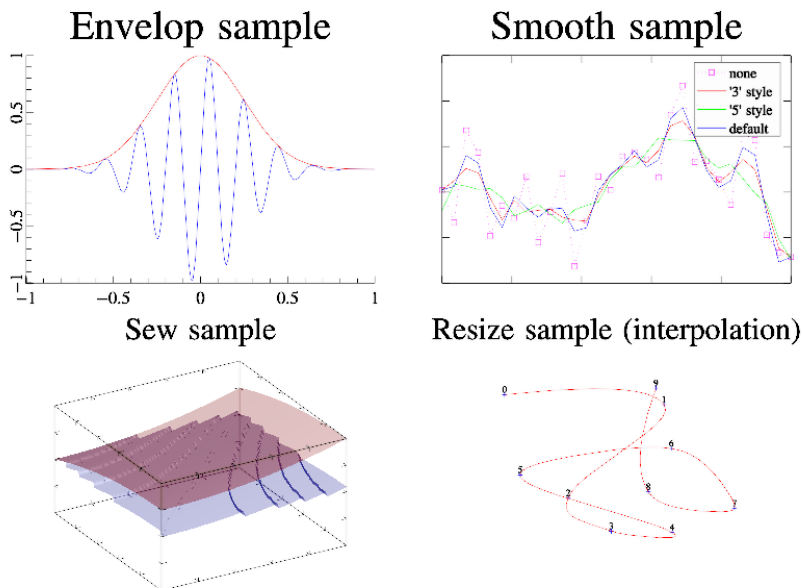 Envelop sample
Smooth sample
1
0.5
0
−0.5
−1
−1
−0.5
0
0.5
1
none
'3' style
'5' style
default
Sew sample
Resize sample (interpolation)
0
9
1
6
5
2
8
7
3
4